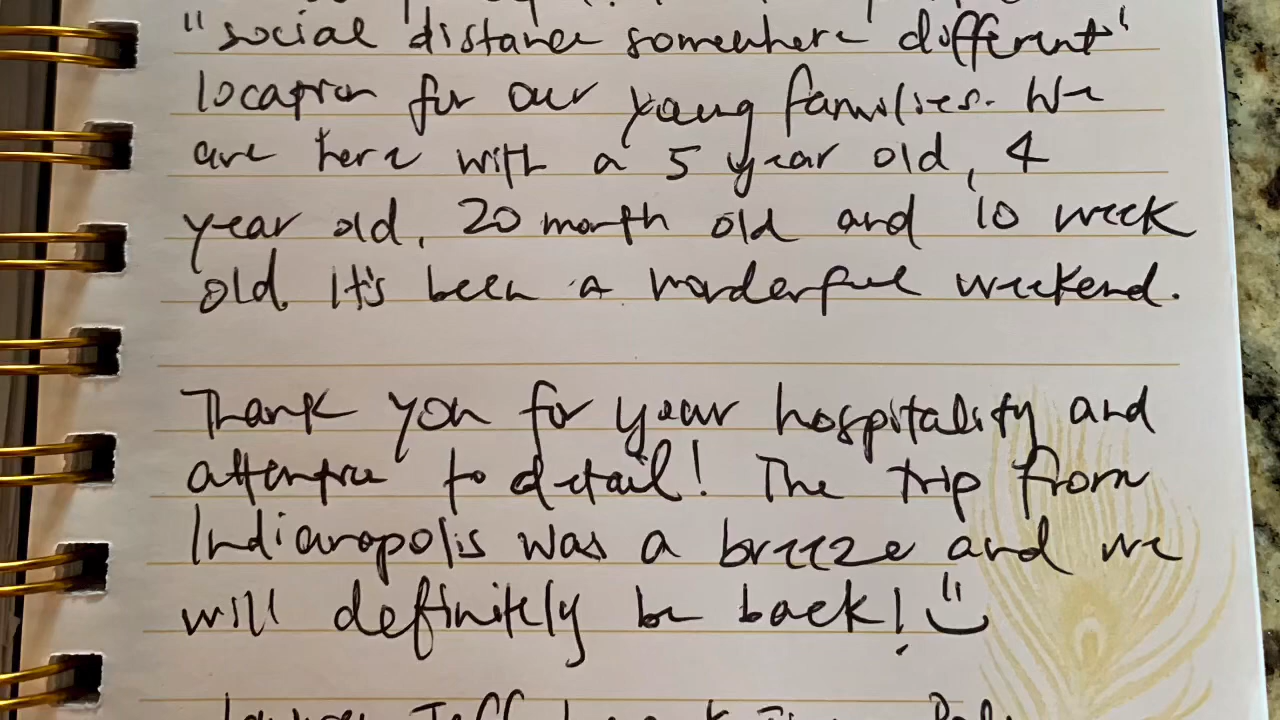 "social distance somewhere different"
location for our young families. We
are here with a 5 year old, 4
year old, 20 month old and 10 week
old. It's been a wonderful weekend.
Thank you for your hospitality and
attention to detail! The trip from
Indianapolis was a breeze and we
will definitely be back!